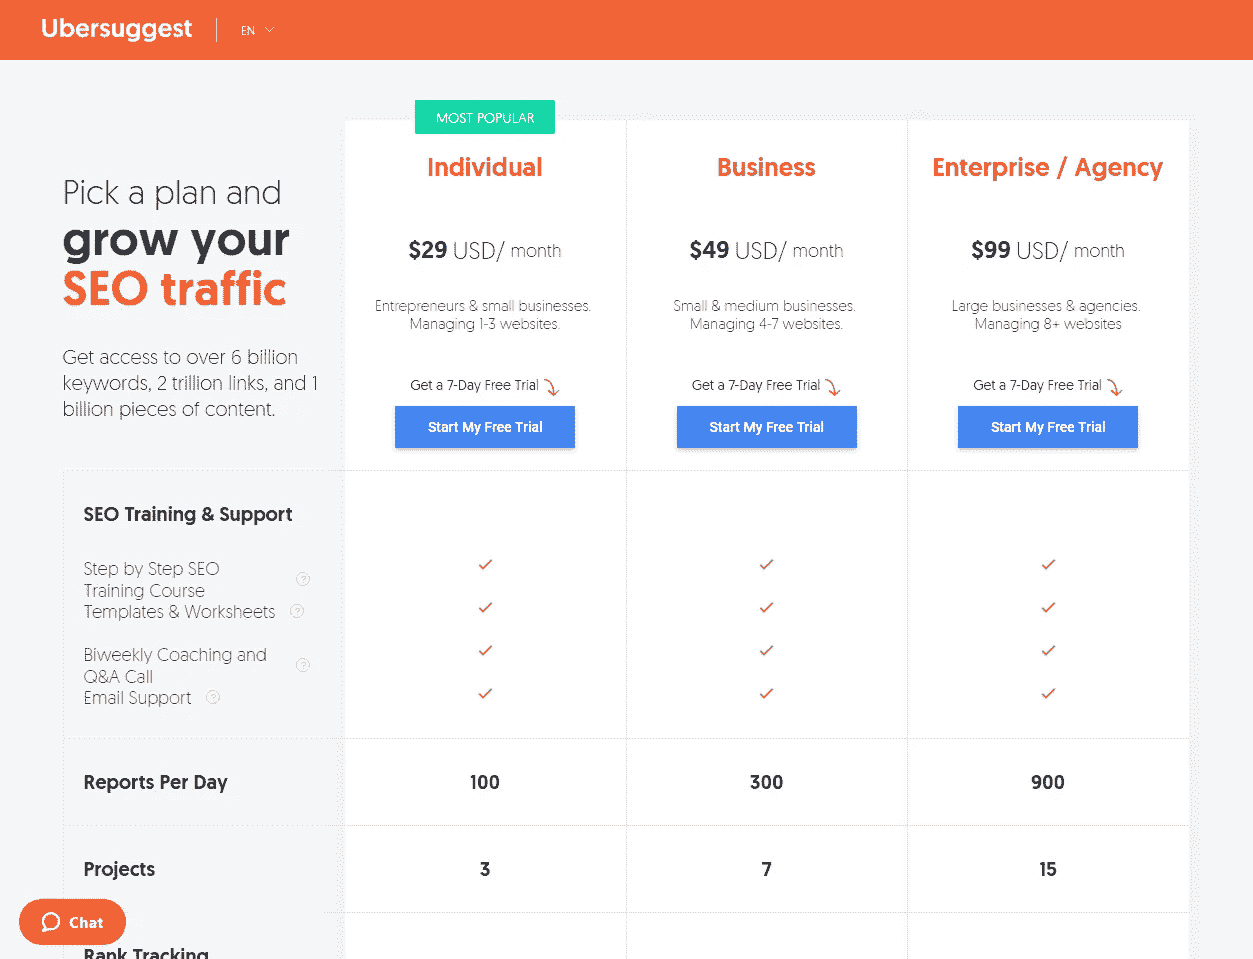 Ubersuggest
EN
MOST POPULAR
Pick a plan and
grow your
SEO traffic
Get access to over 6 billion
keywords, 2 trillion links, and 1
billion pieces of content.
Individual
$29 USD/ month
Entrepreneurs & small businesses.
Managing 1-3 websites.
Get a 7-Day Free Trial
Start My Free Trial
Business
$49 USD/ month
Small & medium businesses.
Managing 4-7 websites.
Get a 7-Day Free Trial
Start My Free Trial
Enterprise / Agency
$99 USD/ month
Large businesses & agencies.
Managing 8+ websites
Get a 7-Day Free Trial
Start My Free Trial
SEO Training & Support
Step by Step SEO
Training Course
?
Templates & Worksheets ?
Biweekly Coaching and
Q&A Call
?
Email Support ?
Reports Per Day 100 300 900
Projects 3 7 15
Chat
Rank Tracking